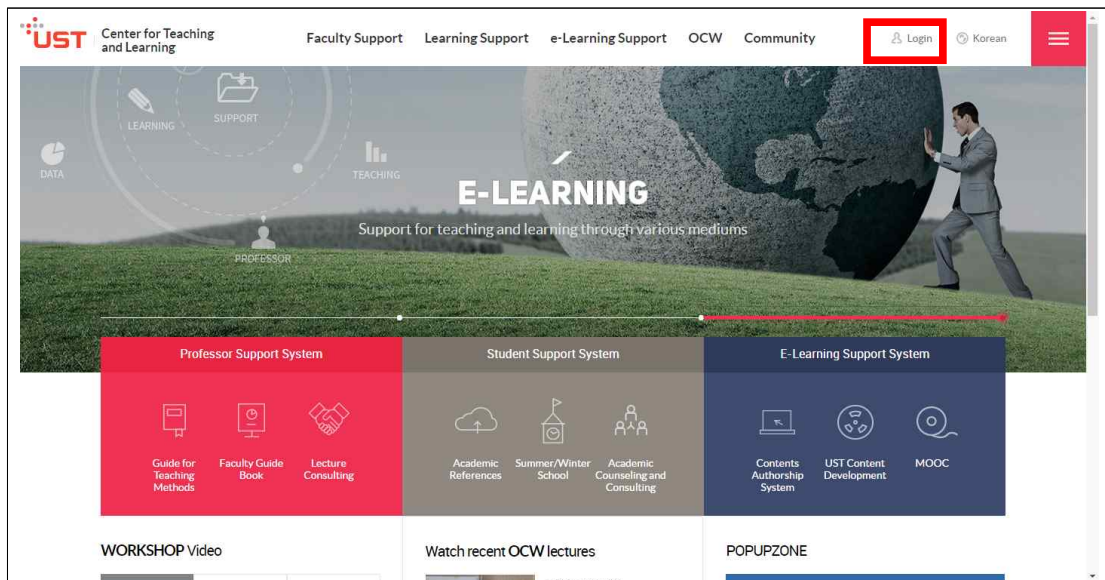 UST
Center for Teaching
and Learning
Faculty Support
Learning Support
e-Learning Support
OCW
Community
Login
Korean
LEARNING
SUPPORT
DATA
TEACHING
PROFESSOR
E-LEARNING
Support for teaching and learning through various mediums
Professor Support System
Guide for
Teaching
Methods
Faculty Guide
Book
Lecture
Consulting
Student Support System
Academic
References
Summer/Winter
School
Academic
Counseling and
Consulting
E-Learning Support System
Contents
Authorship
System
UST Content
Development
MOOC
WORKSHOP Video
Watch recent OCW lectures
POPUPZONE